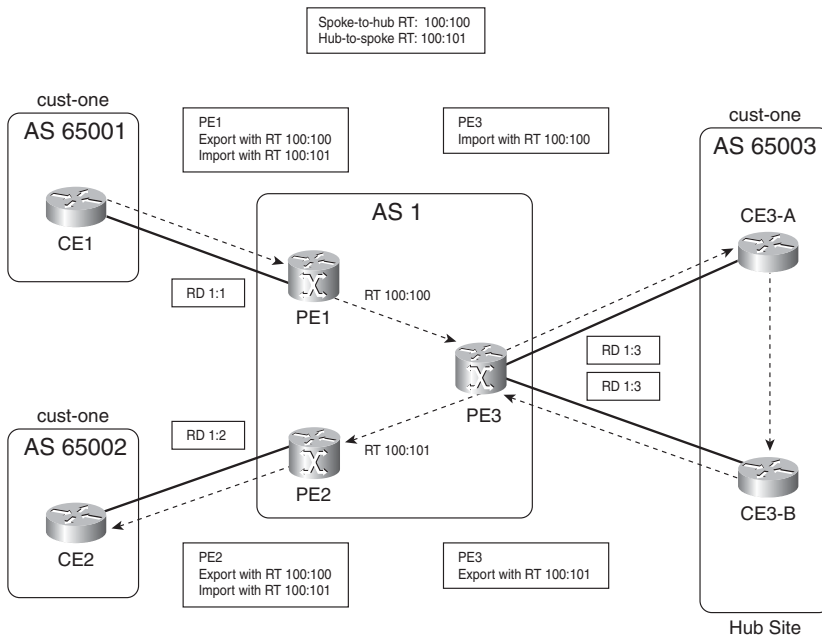 Spoke-to-hub RT: 100:100
Hub-to-spoke RT: 100:101
cust-one
AS 65001
CE1
PE1
Export with RT 100:100
Import with RT 100:101
PE3
Import with RT 100:100
cust-one
AS 65003
CE3-A
AS 1
RD 1:1
PE1
RT 100:100
RD 1:3
RD 1:3
PE3
cust-one
AS 65002
RD 1:2
RT 100:101
PE2
CE2
CE3-B
PE2
Export with RT 100:100
Import with RT 100:101
PE3
Export with RT 100:101
Hub Site